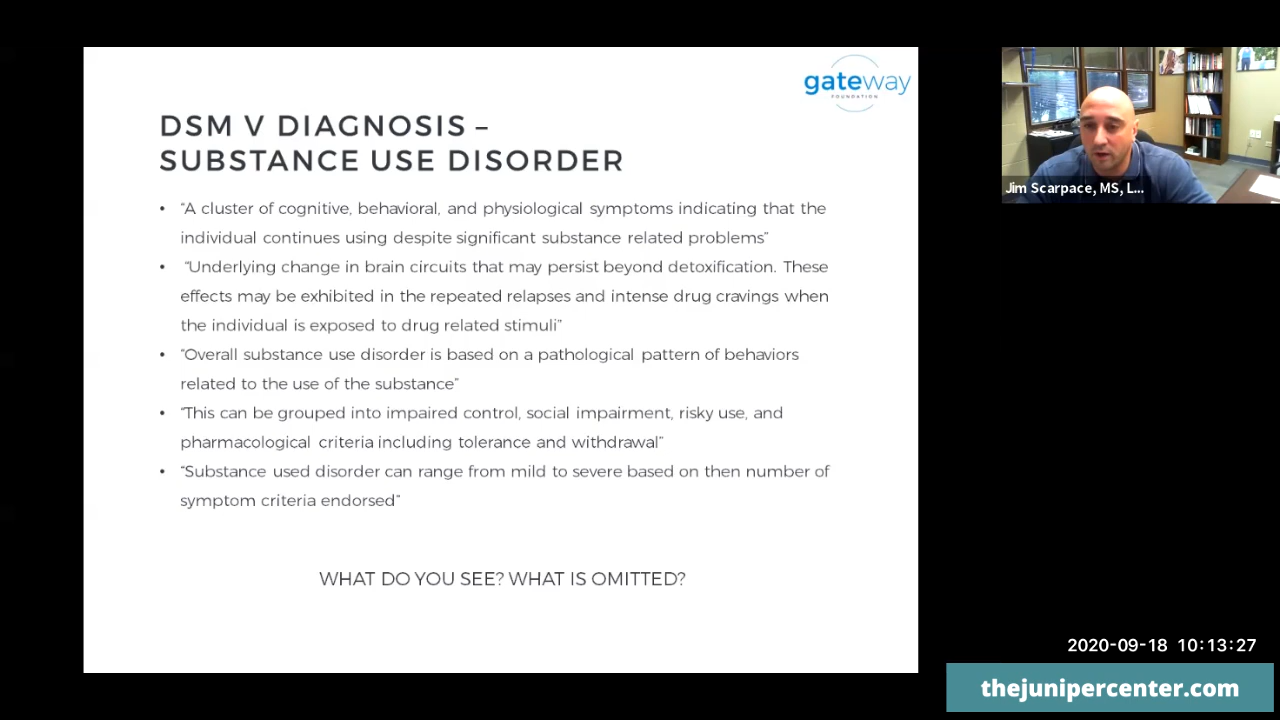 gateway
FOUNDATION
DSM V DIAGNOSIS –
SUBSTANCE USE DISORDER
• “A cluster of cognitive, behavioral, and physiological symptoms indicating that the
individual continues using despite significant substance related problems”
• “Underlying change in brain circuits that may persist beyond detoxification. These
effects may be exhibited in the repeated relapses and intense drug cravings when
the individual is exposed to drug related stimuli”
• “Overall substance use disorder is based on a pathological pattern of behaviors
related to the use of the substance”
• “This can be grouped into impaired control, social impairment, risky use, and
pharmacological criteria including tolerance and withdrawal”
• “Substance used disorder can range from mild to severe based on then number of
symptom criteria endorsed”
WHAT DO YOU SEE? WHAT IS OMITTED?
Jim Scarpace, MS, L...
2020-09-18 10:13:27
thejunipercenter.com